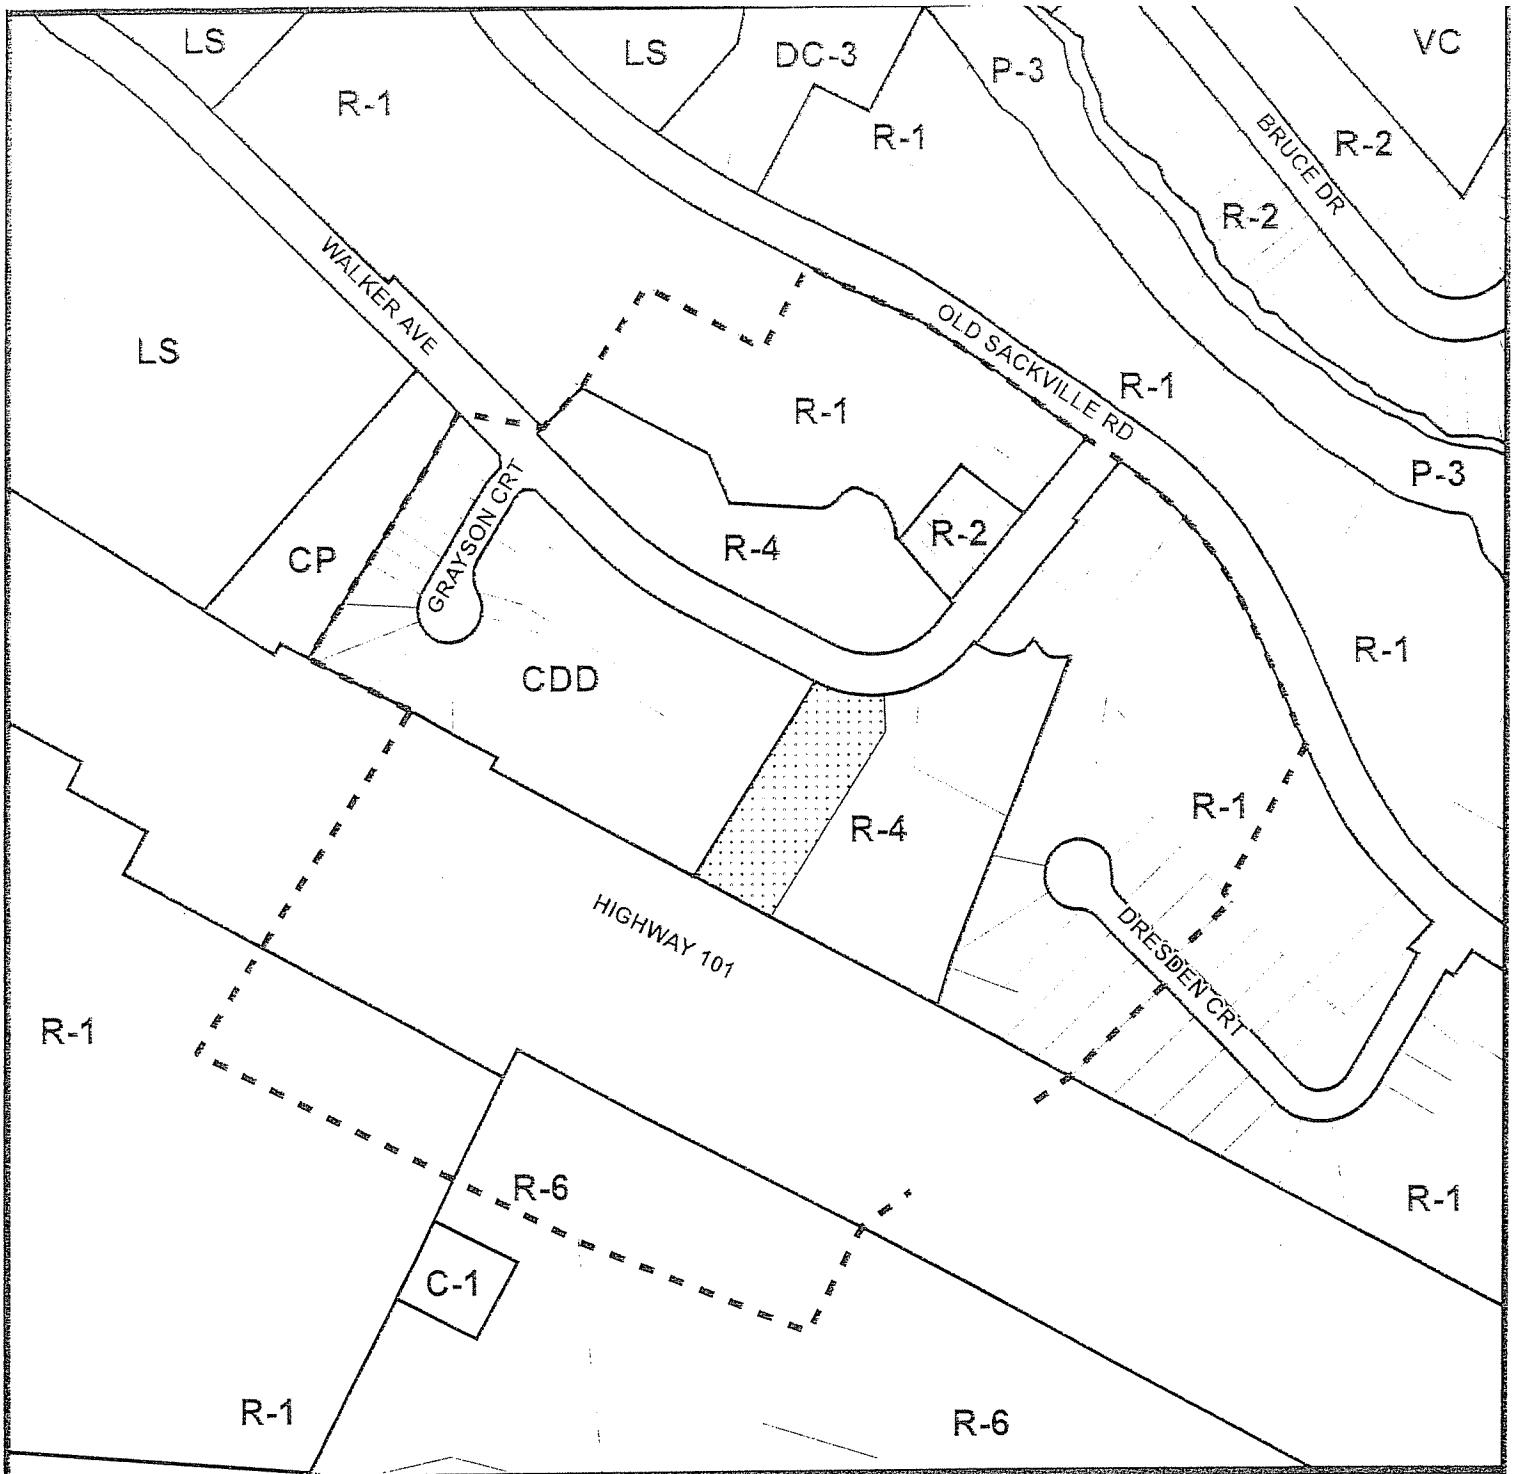 LS
LS
DC-3
P-3
VC
R-1
R-1
R-2
BRUCE DR
R-2
WALKER AVE
OLD SACKVILLE RD
LS
R-1
R-1
P-3
GRAYSON CRT
R-2
CP
R-4
R-1
CDD
R-1
R-4
HIGHWAY 101
DRESDEN CRT
R-1
R-6
R-1
C-1
R-1
R-6